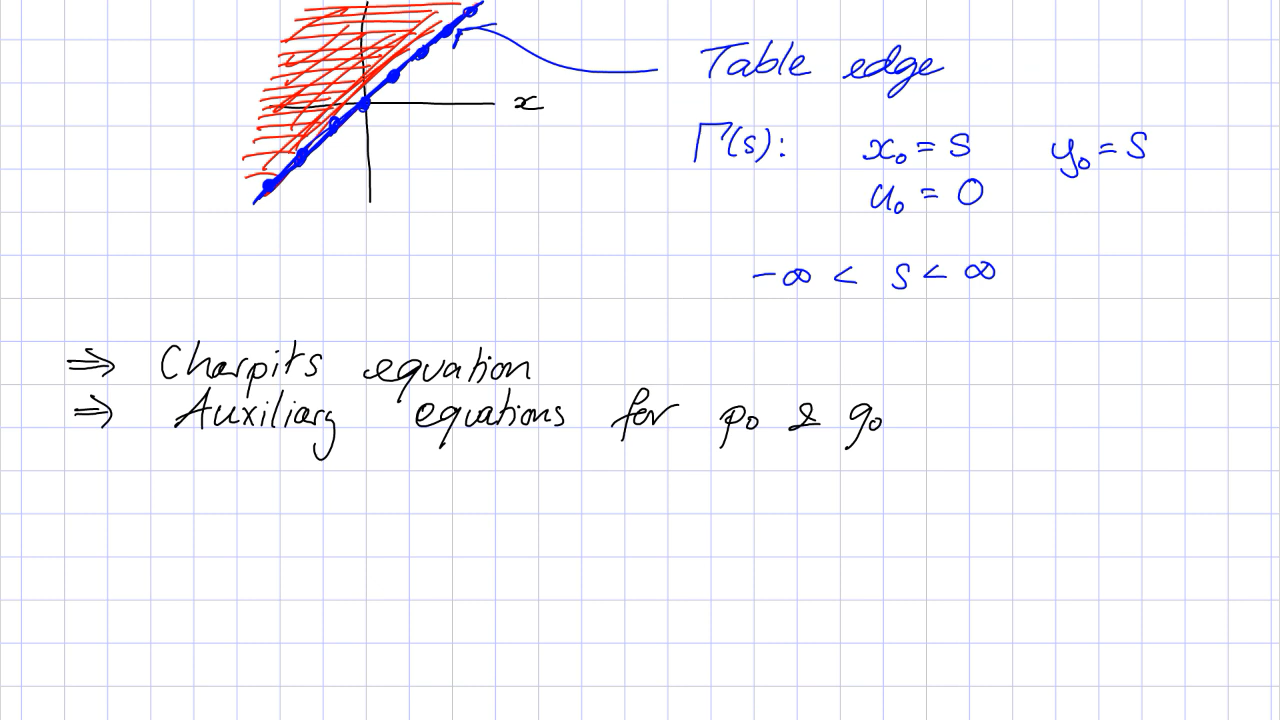 Table edge
x
Γ(s): x₀ = s y₀ = s
u₀ = 0
-∞ < s < ∞
⇒ Charpits equation
⇒ Auxiliary equations for p₀ & q₀